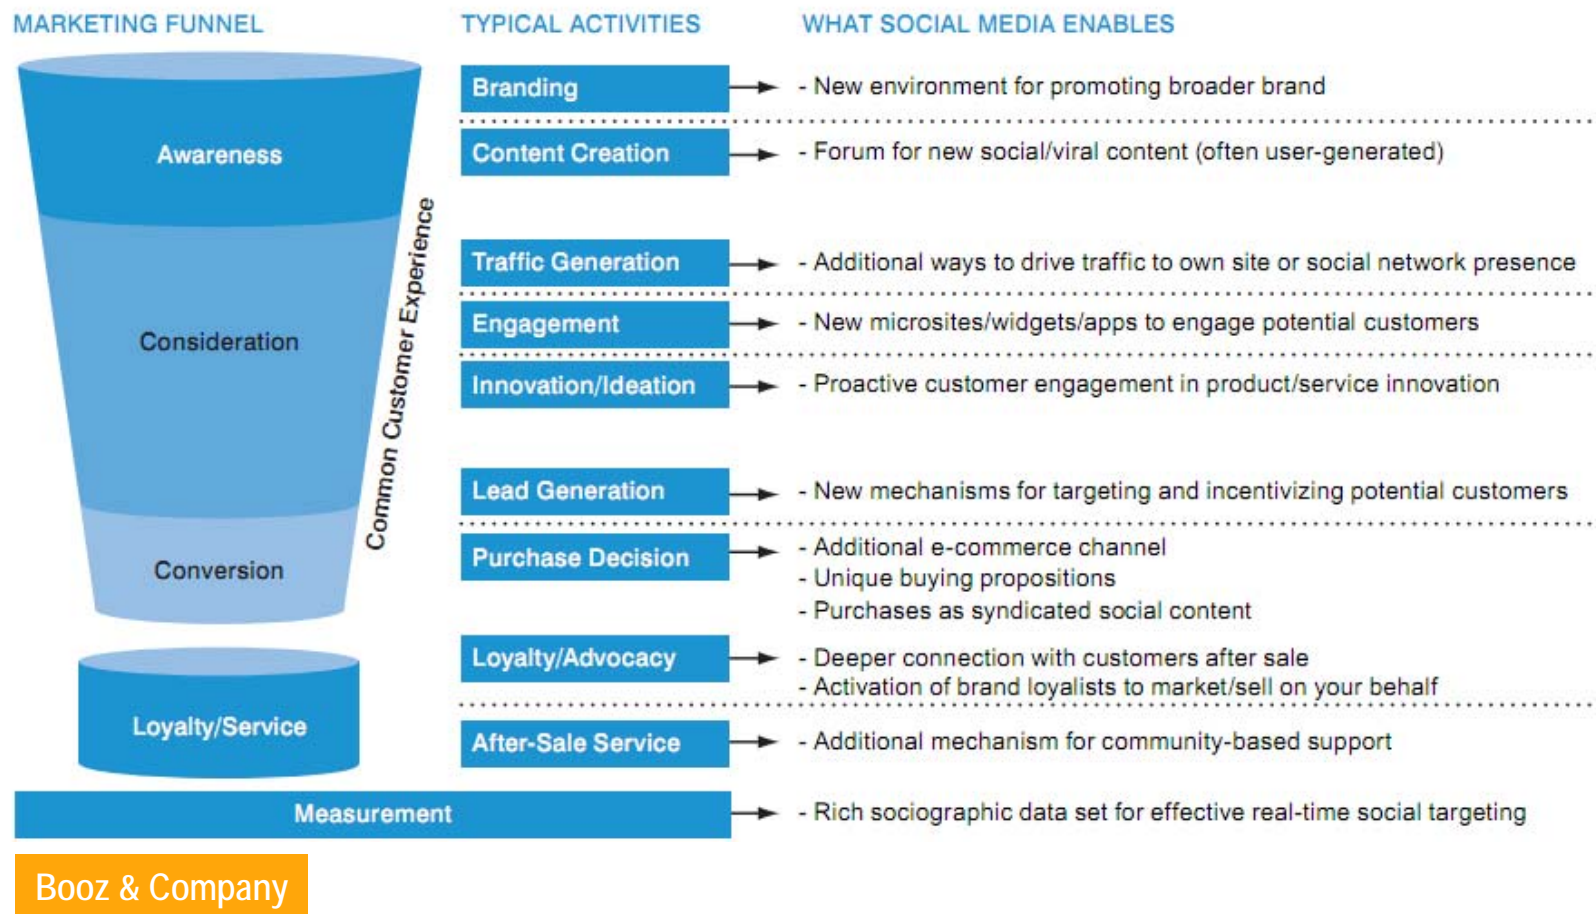 MARKETING FUNNEL
TYPICAL ACTIVITIES
WHAT SOCIAL MEDIA ENABLES
Awareness
Consideration
Conversion
Common Customer Experience
Loyalty/Service
Branding
- New environment for promoting broader brand
Content Creation
- Forum for new social/viral content (often user-generated)
Traffic Generation
- Additional ways to drive traffic to own site or social network presence
Engagement
- New microsites/widgets/apps to engage potential customers
Innovation/Ideation
- Proactive customer engagement in product/service innovation
Lead Generation
- New mechanisms for targeting and incentivizing potential customers
Purchase Decision
- Additional e-commerce channel
- Unique buying propositions
- Purchases as syndicated social content
Loyalty/Advocacy
- Deeper connection with customers after sale
- Activation of brand loyalists to market/sell on your behalf
After-Sale Service
- Additional mechanism for community-based support
Measurement
- Rich sociographic data set for effective real-time social targeting
Booz & Company